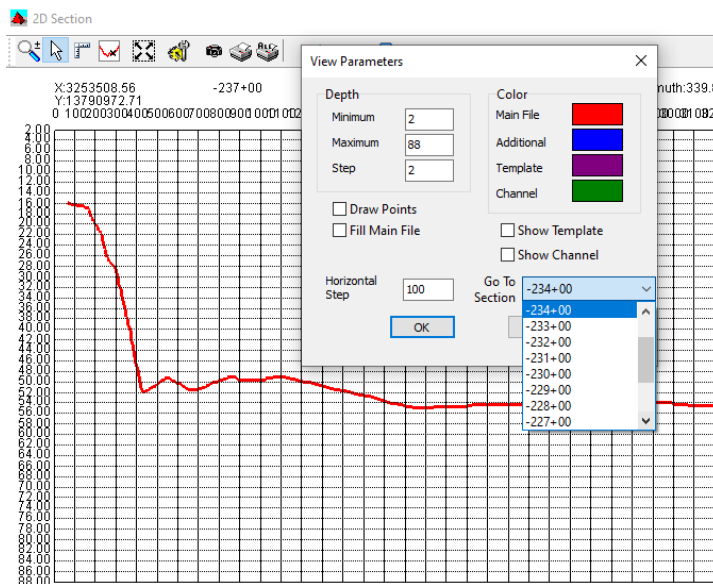 2D Section
X:3253508.56
-237+00
Y:13790972.71
0 100200300400500600700800900
2.00
4.00
6.00
8.00
10.00
12.00
14.00
16.00
18.00
20.00
22.00
24.00
26.00
28.00
30.00
32.00
34.00
36.00
38.00
40.00
42.00
44.00
46.00
48.00
50.00
52.00
54.00
56.00
58.00
60.00
62.00
64.00
66.00
68.00
70.00
72.00
74.00
76.00
78.00
80.00
82.00
84.00
86.00
88.00
View Parameters
Depth
Minimum 2
Maximum 88
Step 2
Color
Main File
Additional
Template
Channel
Draw Points
Fill Main File
Show Template
Show Channel
Horizontal
Step 100
Go To
Section -234+00
OK
-234+00
-233+00
-232+00
-231+00
-230+00
-229+00
-228+00
-227+00